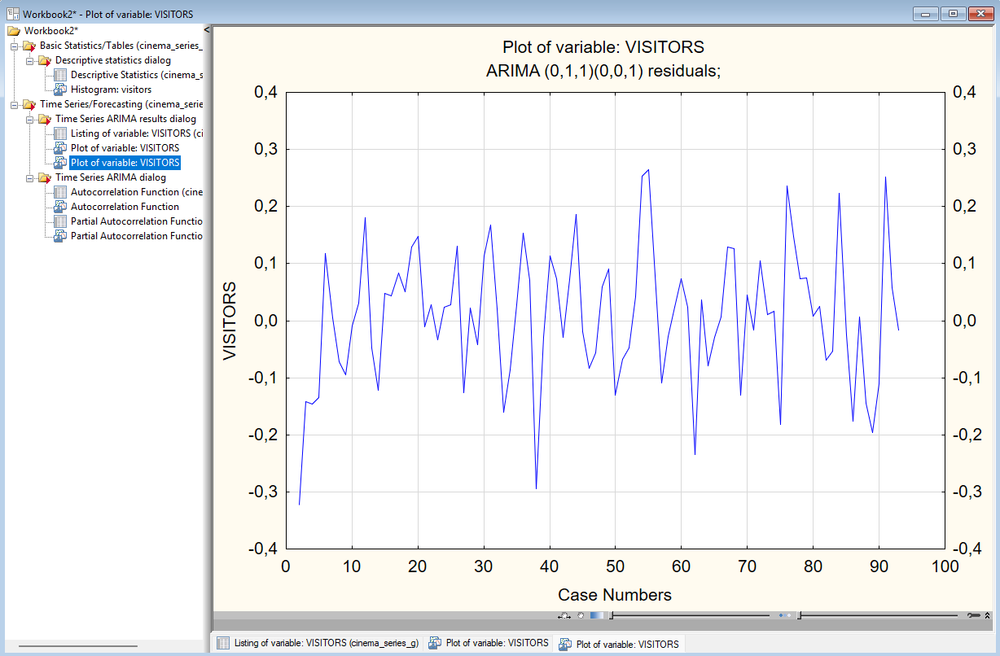 Workbook2* - Plot of variable: VISITORS
Workbook2*
Basic Statistics/Tables (cinema_series_
Descriptive statistics dialog
Descriptive Statistics (cinema_s
Histogram: visitors
Time Series/Forecasting (cinema_serie
Time Series ARIMA results dialog
Listing of variable: VISITORS (ci
Plot of variable: VISITORS
Plot of variable: VISITORS
Time Series ARIMA dialog
Autocorrelation Function (cine
Autocorrelation Function
Partial Autocorrelation Functio
Partial Autocorrelation Functio
Plot of variable: VISITORS
ARIMA (0,1,1)(0,0,1) residuals;
0,4 0,4
0,3 0,3
0,2 0,2
0,1 0,1
0,0 0,0
-0,1 -0,1
-0,2 -0,2
-0,3 -0,3
-0,4 -0,4
VISITORS
0 10 20 30 40 50 60 70 80 90 100
Case Numbers
Listing of variable: VISITORS (cinema_series_g) Plot of variable: VISITORS Plot of variable: VISITORS